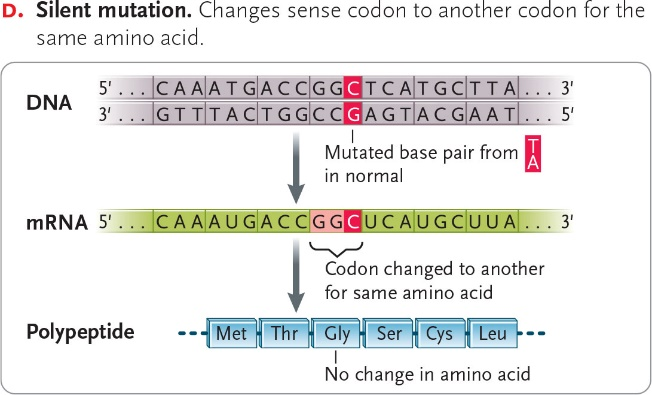 D. Silent mutation. Changes sense codon to another codon for the
same amino acid.
DNA
5′ . . . C A A A T G A C C G G C T C A T G C T T A . . . 3′
3′ . . . G T T T A C T G G C C G A G T A C G A A T . . . 5′
Mutated base pair from T A
in normal
mRNA 5′ . . . C A A A U G A C C G G C U C A U G C U U A . . . 3′
Codon changed to another
for same amino acid
Polypeptide Met Thr Gly Ser Cys Leu
No change in amino acid